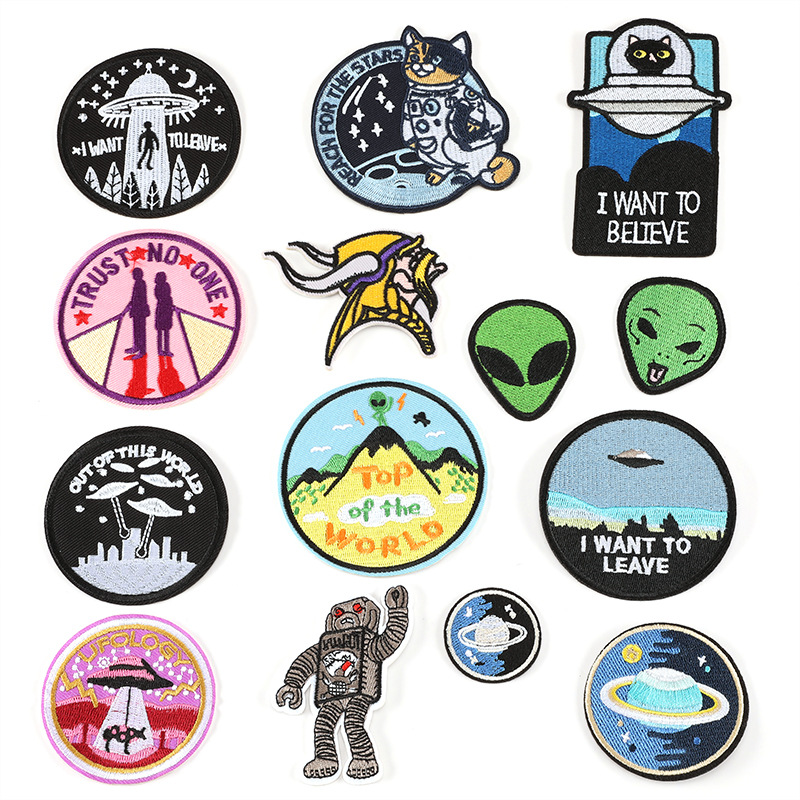 I WANT TO LEAVE
REACH FOR THE STARS
I WANT TO
BELIEVE
TRUST NO ONE
OUT OF THIS WORLD
TOP
of the
WORLD
I WANT TO
LEAVE
UFOLOGY